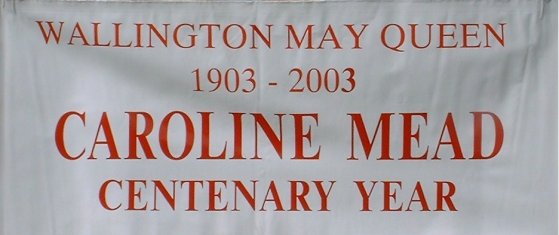 WALLINGTON MAY QUEEN
1903 - 2003
CAROLINE MEAD
CENTENARY YEAR